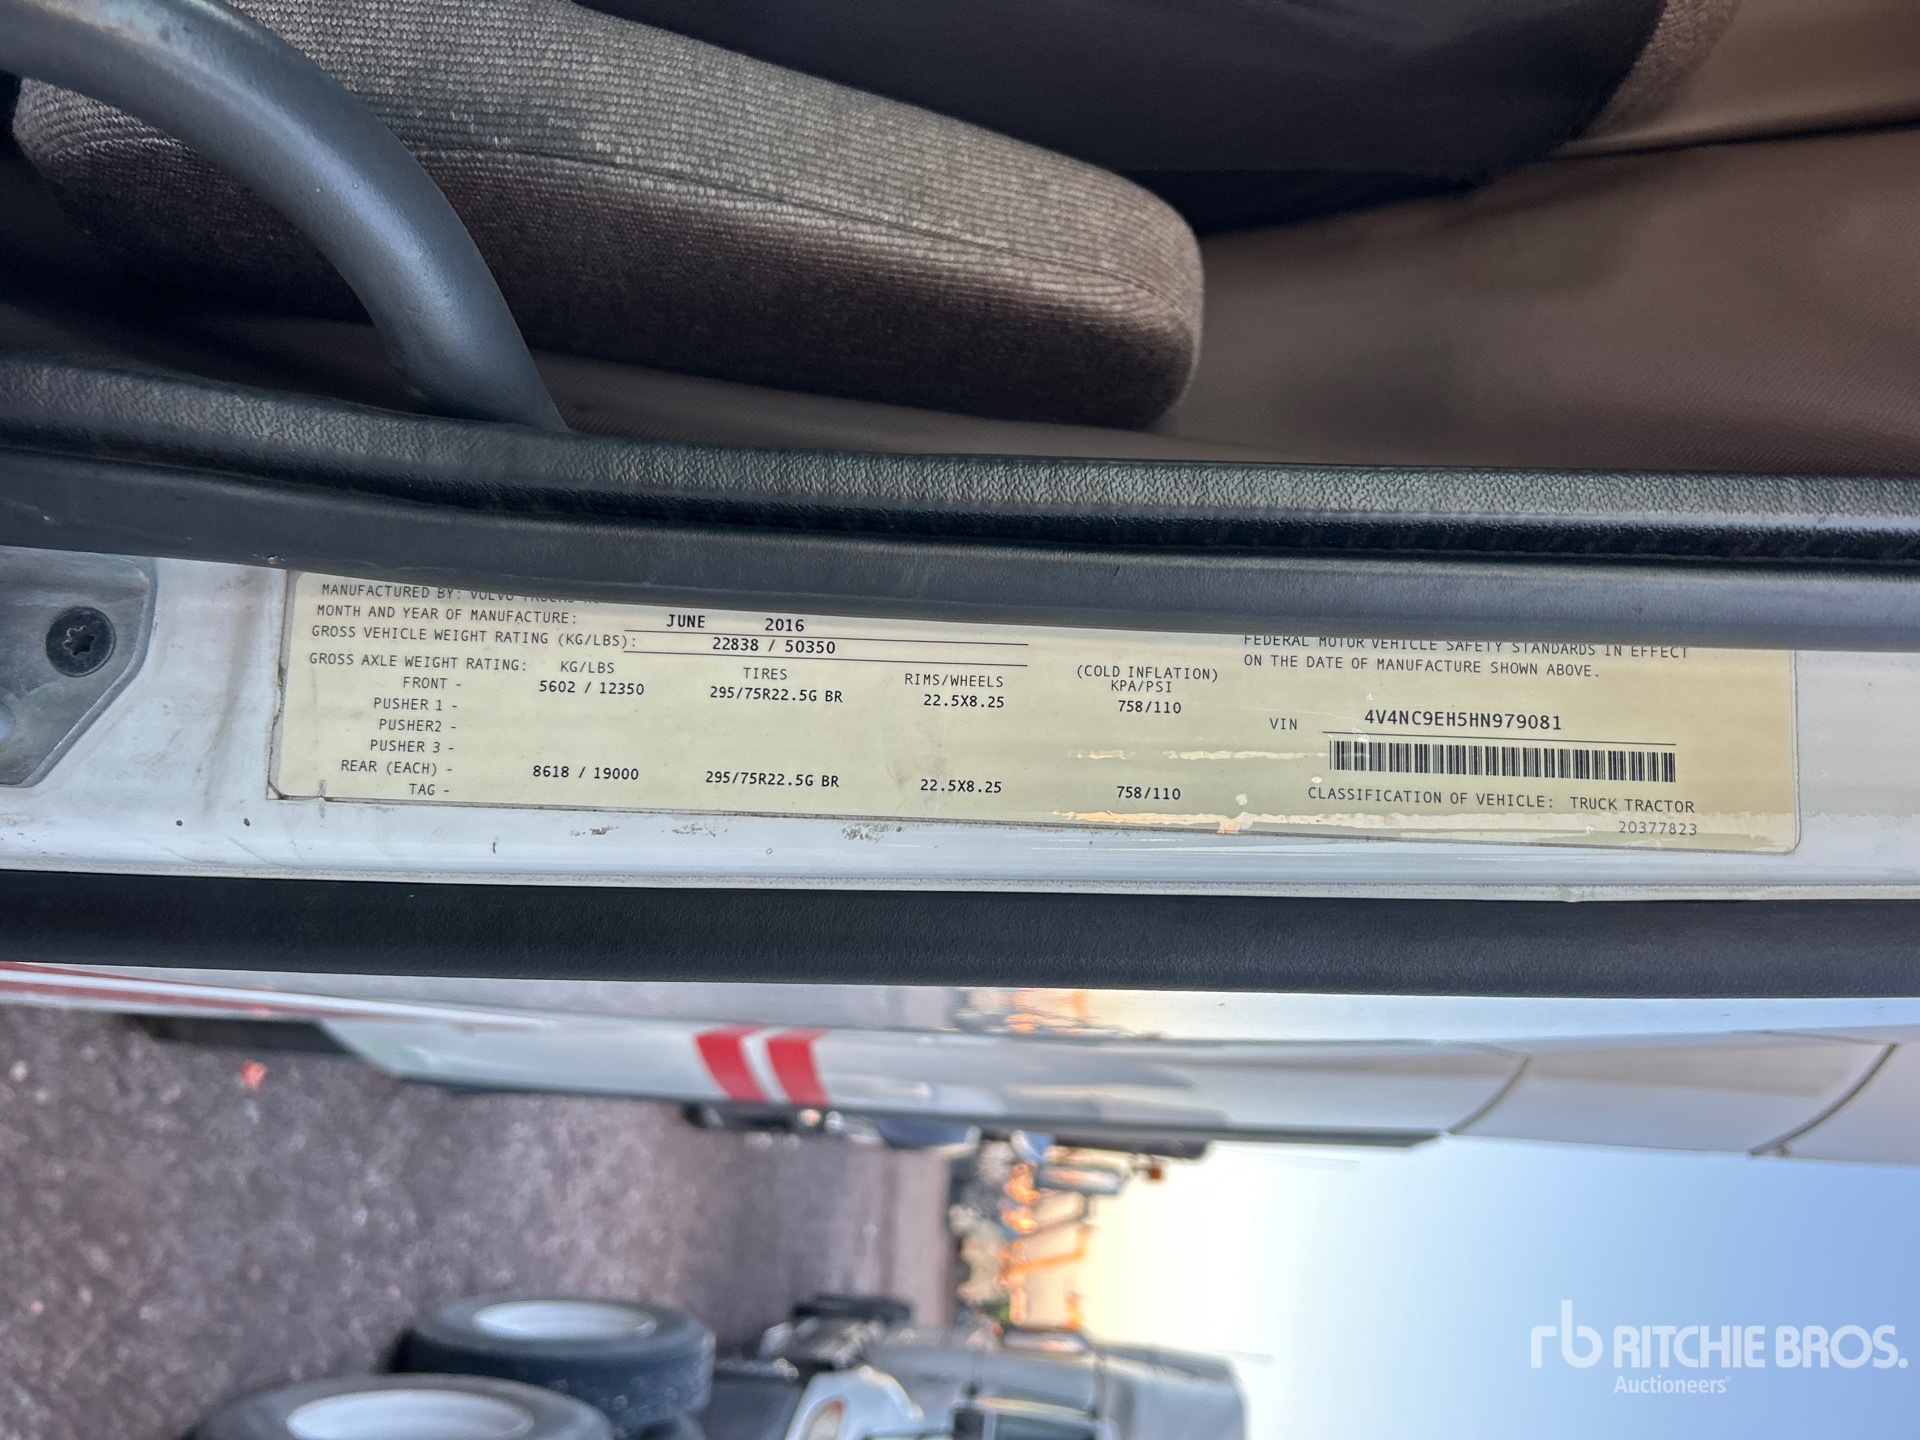 MANUFACTURED BY: VOLVO TRUCKS
MONTH AND YEAR OF MANUFACTURE: JUNE 2016
GROSS VEHICLE WEIGHT RATING (KG/LBS): 22838 / 50350
GROSS AXLE WEIGHT RATING: KG/LBS TIRES RIMS/WHEELS (COLD INFLATION) KPA/PSI
FRONT - 5602 / 12350 295/75R22.5G BR 22.5X8.25 758/110
PUSHER 1 -
PUSHER2 -
PUSHER 3 -
REAR (EACH) - 8618 / 19000 295/75R22.5G BR 22.5X8.25 758/110
TAG -
FEDERAL MOTOR VEHICLE SAFETY STANDARDS IN EFFECT
ON THE DATE OF MANUFACTURE SHOWN ABOVE.
VIN 4V4NC9EH5HN979081
CLASSIFICATION OF VEHICLE: TRUCK TRACTOR
20377823
rb RITCHIE BROS.
Auctioneers